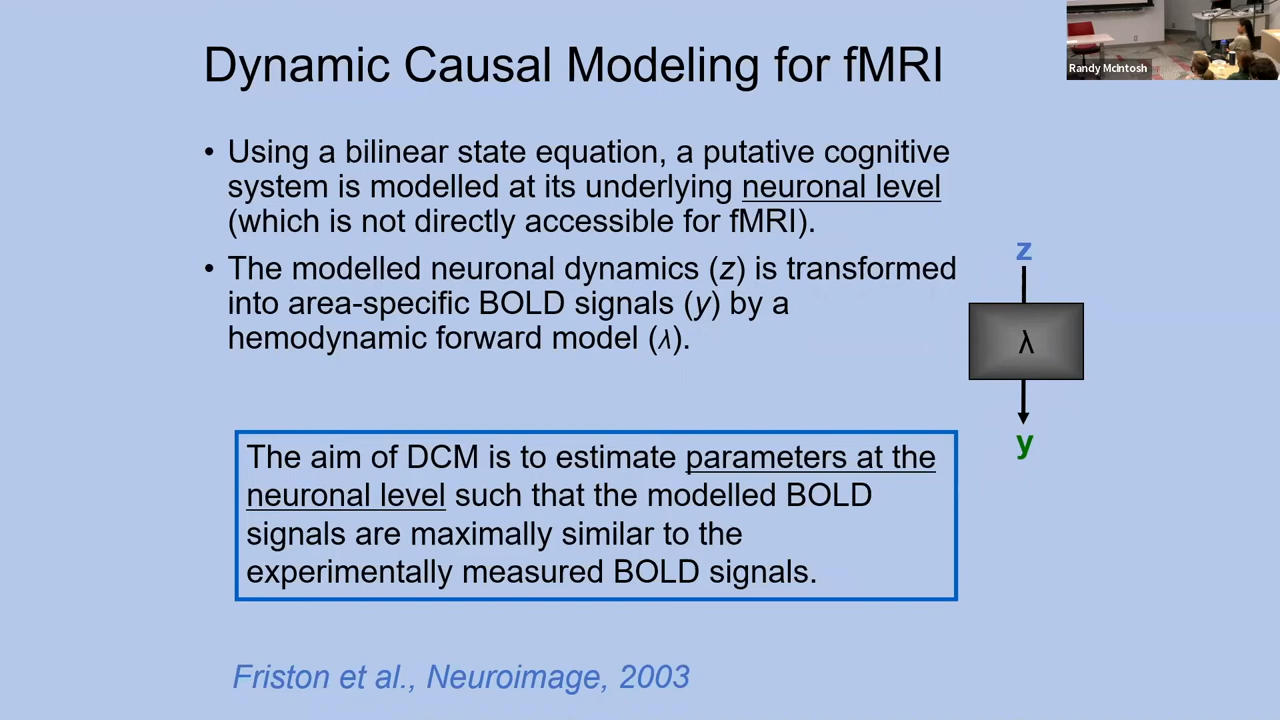 Dynamic Causal Modeling for fMRI
Randy McIntosh
• Using a bilinear state equation, a putative cognitive
system is modelled at its underlying neuronal level
(which is not directly accessible for fMRI).
• The modelled neuronal dynamics (z) is transformed
into area-specific BOLD signals (y) by a
hemodynamic forward model (λ).
z
λ
y
The aim of DCM is to estimate parameters at the
neuronal level such that the modelled BOLD
signals are maximally similar to the
experimentally measured BOLD signals.
Friston et al., Neuroimage, 2003